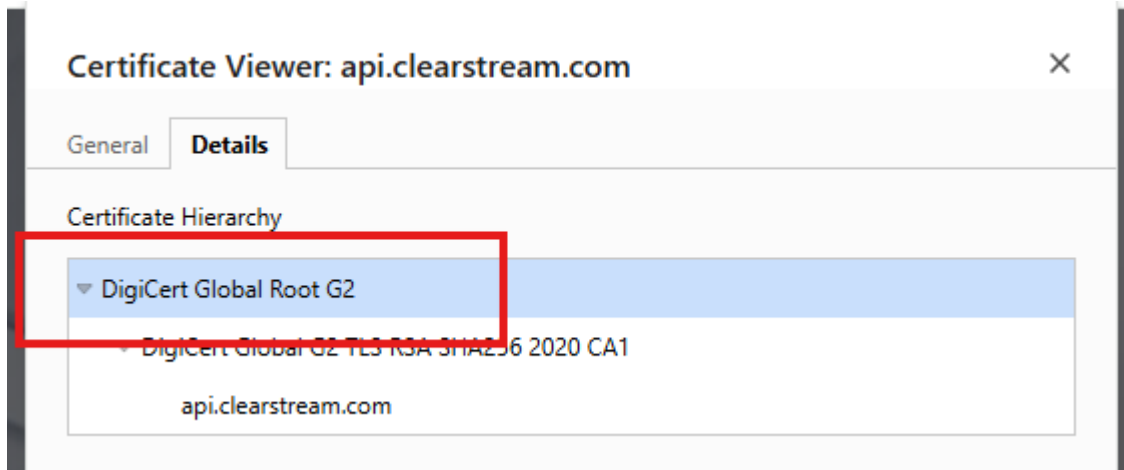 Certificate Viewer: api.clearstream.com
General Details
Certificate Hierarchy
DigiCert Global Root G2
DigiCert Global G2 TLS RSA SHA256 2020 CA1
api.clearstream.com